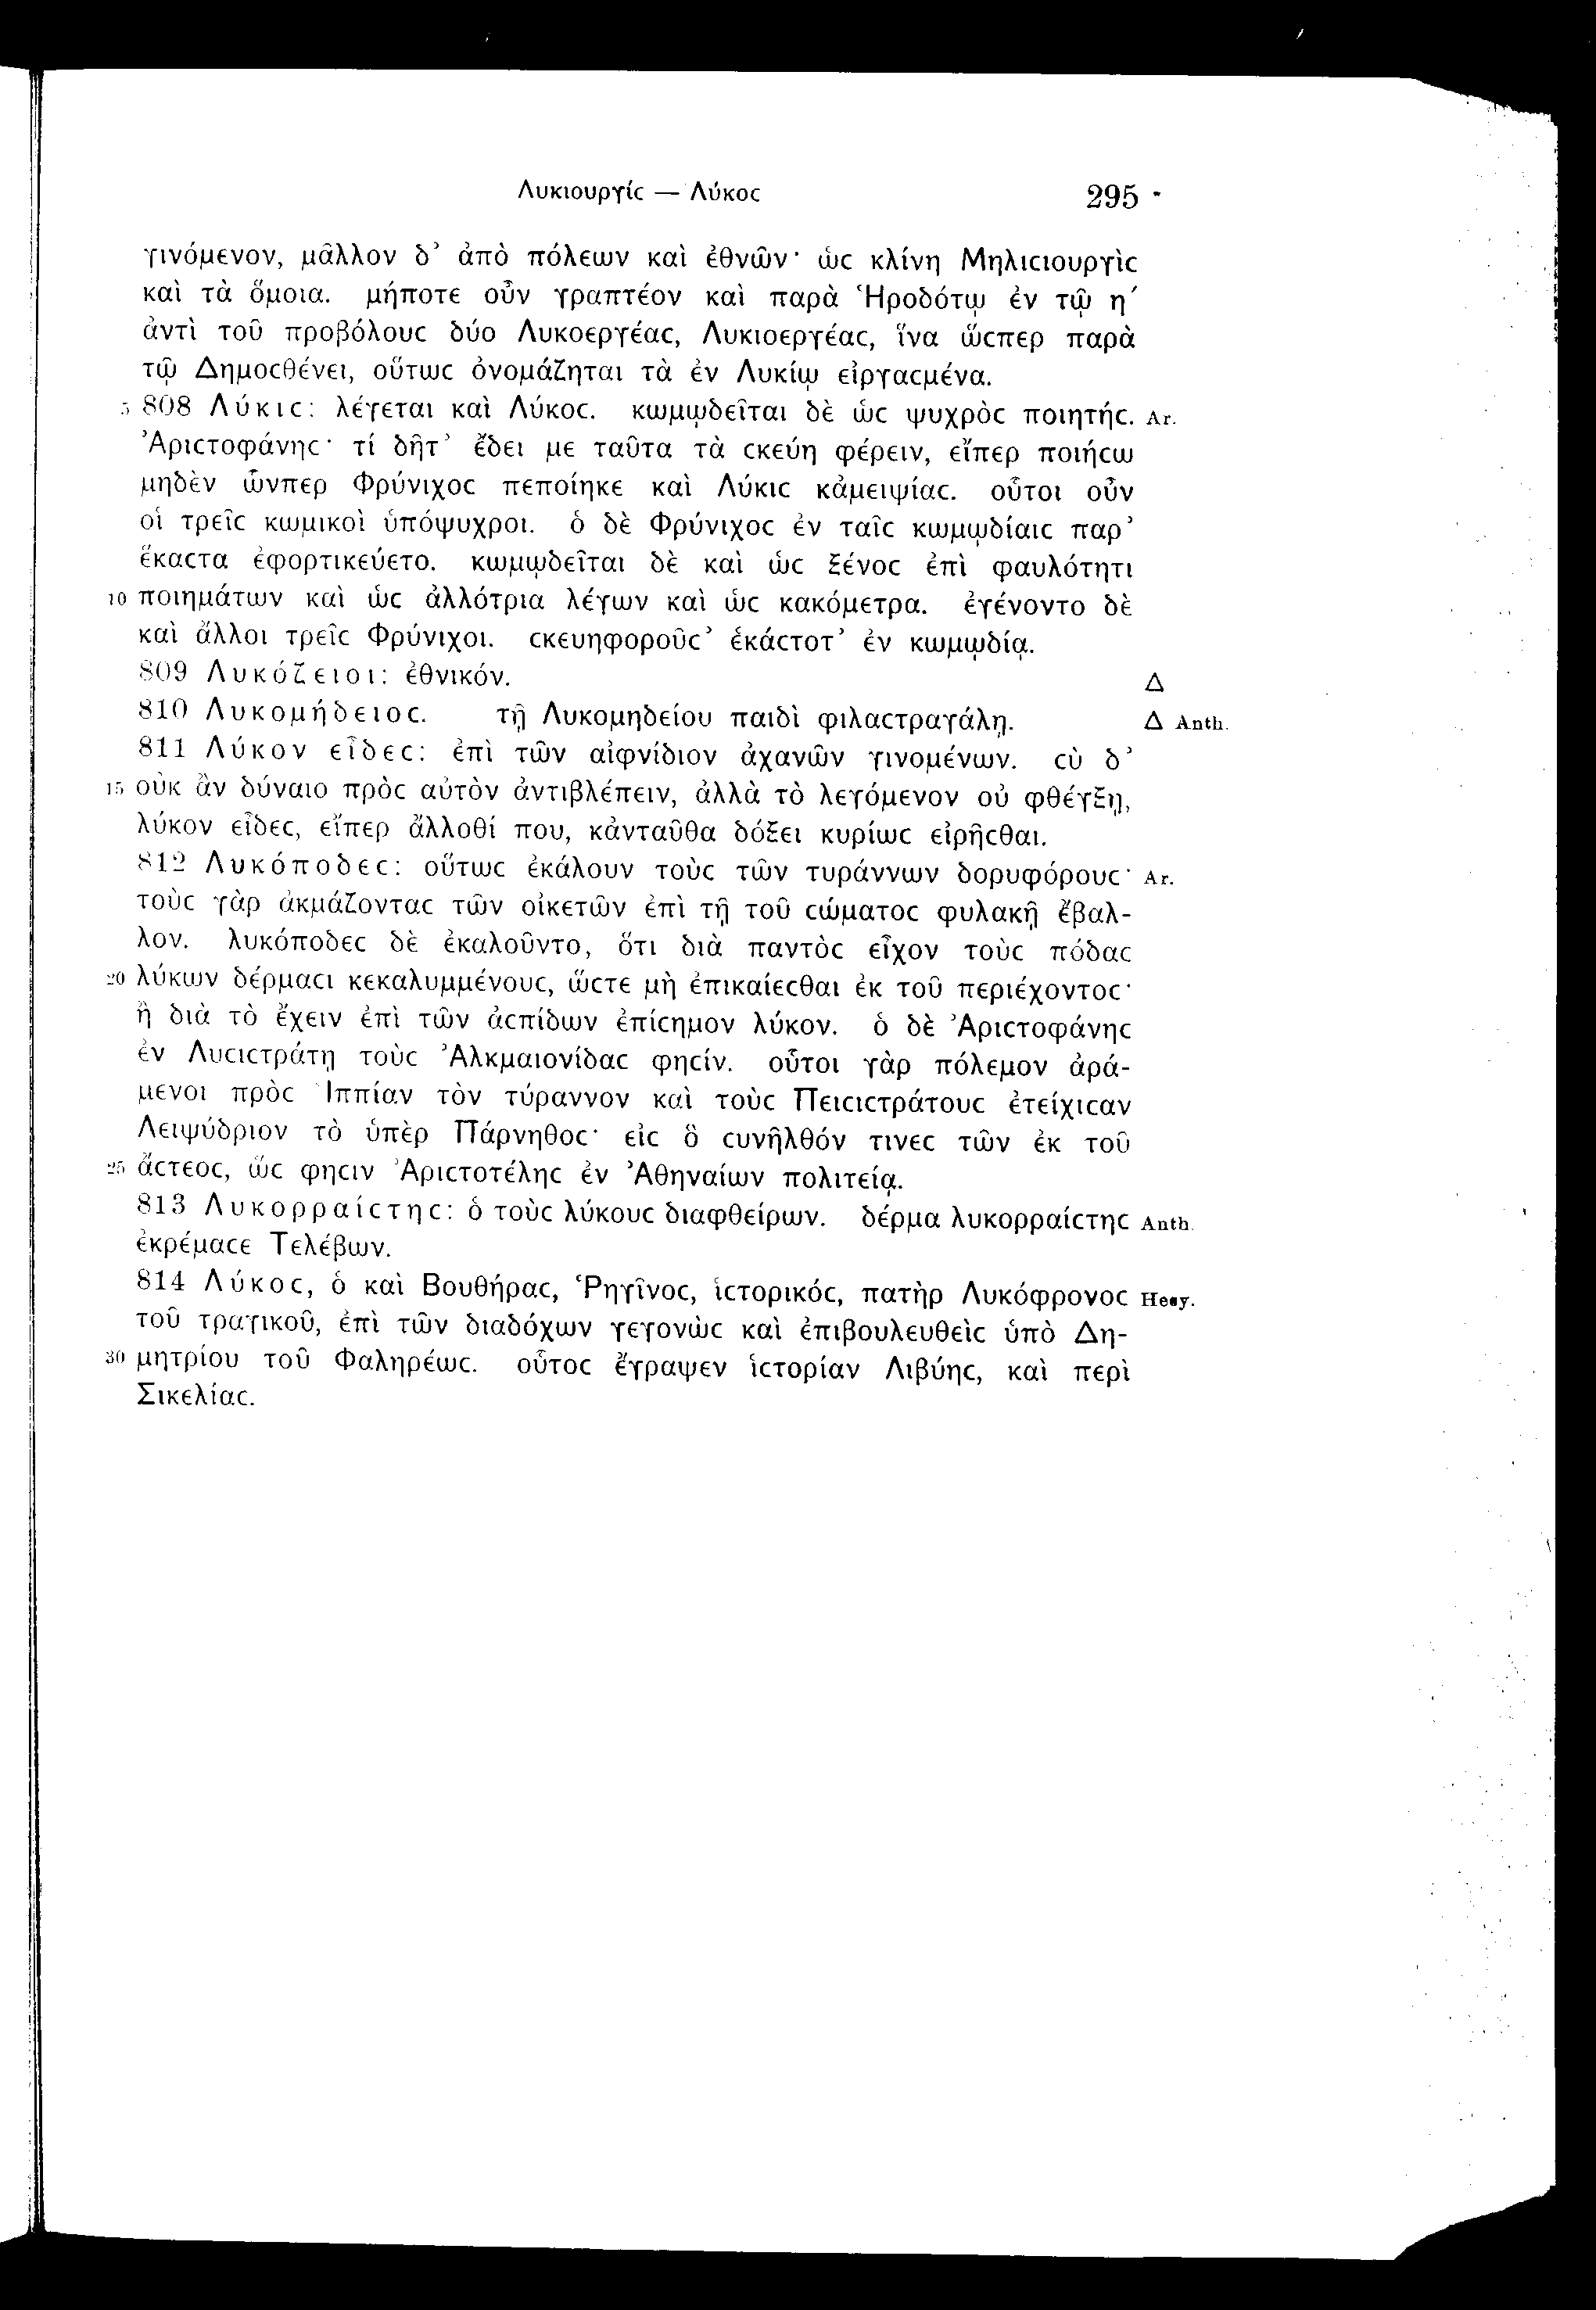 Λυκιουργίϲ — Λύκοϲ 295
γινόμενον, μᾶλλον δ’ ἀπὸ πόλεων καὶ ἐθνῶν· ὡϲ κλίνη Μηλιϲιουργὶϲ
καὶ τὰ ὅμοια. μήποτε οὖν γραπτέον καὶ παρὰ Ἡροδότῳ ἐν τῷ η′
ἀντὶ τοῦ προβόλουϲ δύο Λυκοεργέαϲ, Λυκιοεργέαϲ, ἵνα ὥϲπερ παρὰ
τῷ Δημοϲθένει, οὕτωϲ ὀνομάζηται τὰ ἐν Λυκίῳ εἰργαϲμένα.
5 808 Λύκιϲ: λέγεται καὶ Λύκοϲ. κωμῳδεῖται δὲ ὡϲ ψυχρὸϲ ποιητήϲ. Ar.
Ἀριϲτοφάνηϲ· τί δῆτ’ ἔδει με ταῦτα τὰ ϲκεύη φέρειν, εἴπερ ποιήϲω
μηδὲν ὧνπερ Φρύνιχοϲ πεποίηκε καὶ Λύκιϲ κἀμειψίαϲ. οὗτοι οὖν
οἱ τρεῖϲ κωμικοὶ ὑπόψυχροι. ὁ δὲ Φρύνιχοϲ ἐν ταῖϲ κωμῳδίαιϲ παρ’
ἕκαϲτα ἐφορτικεύετο. κωμῳδεῖται δὲ καὶ ὡϲ ξένοϲ ἐπὶ φαυλότητι
10 ποιημάτων καὶ ὡϲ ἀλλότρια λέγων καὶ ὡϲ κακόμετρα. ἐγένοντο δὲ
καὶ ἄλλοι τρεῖϲ Φρύνιχοι. ϲκευηφοροῦϲ’ ἑκάϲτοτ’ ἐν κωμῳδίᾳ.
809 Λυκόζειοι: ἐθνικόν. Δ
810 Λυκομήδειοϲ. τῇ Λυκομηδείου παιδὶ φιλαϲτραγάλῃ. Δ Anth.
811 Λύκον εἶδεϲ: ἐπὶ τῶν αἰφνίδιον ἀχανῶν γινομένων. ϲὺ δ’
15 οὐκ ἂν δύναιο πρὸϲ αὐτὸν ἀντιβλέπειν, ἀλλὰ τὸ λεγόμενον οὐ φθέγξῃ,
λύκον εἶδεϲ, εἴπερ ἄλλοθί που, κἀνταῦθα δόξει κυρίωϲ εἰρῆϲθαι.
812 Λυκόποδεϲ: οὕτωϲ ἐκάλουν τοὺϲ τῶν τυράννων δορυφόρουϲ· Ar.
τοὺϲ γὰρ ἀκμάζονταϲ τῶν οἰκετῶν ἐπὶ τῇ τοῦ ϲώματοϲ φυλακῇ ἔβαλ-
λον. λυκόποδεϲ δὲ ἐκαλοῦντο, ὅτι διὰ παντὸϲ εἶχον τοὺϲ πόδαϲ
20 λύκων δέρμαϲι κεκαλυμμένουϲ, ὥϲτε μὴ ἐπικαίεϲθαι ἐκ τοῦ περιέχοντοϲ·
ἢ διὰ τὸ ἔχειν ἐπὶ τῶν ἀϲπίδων ἐπίϲημον λύκον. ὁ δὲ Ἀριϲτοφάνηϲ
ἐν Λυϲιϲτράτῃ τοὺϲ Ἀλκμαιονίδαϲ φηϲίν. οὗτοι γὰρ πόλεμον ἀρά-
μενοι πρὸϲ Ἱππίαν τὸν τύραννον καὶ τοὺϲ Πειϲιϲτράτουϲ ἐτείχιϲαν
Λειψύδριον τὸ ὑπὲρ Πάρνηθοϲ· εἰϲ ὃ ϲυνῆλθόν τινεϲ τῶν ἐκ τοῦ
25 ἄϲτεοϲ, ὥϲ φηϲιν Ἀριϲτοτέληϲ ἐν Ἀθηναίων πολιτείᾳ.
813 Λυκορραίϲτηϲ: ὁ τοὺϲ λύκουϲ διαφθείρων. δέρμα λυκορραίϲτηϲ Anth.
ἐκρέμαϲε Τελέβων.
814 Λύκοϲ, ὁ καὶ Βουθήραϲ, Ῥηγῖνοϲ, ἱϲτορικόϲ, πατὴρ Λυκόφρονοϲ Hesy.
τοῦ τραγικοῦ, ἐπὶ τῶν διαδόχων γεγονὼϲ καὶ ἐπιβουλευθεὶϲ ὑπὸ Δη-
30 μητρίου τοῦ Φαληρέωϲ. οὗτοϲ ἔγραψεν ἱϲτορίαν Λιβύηϲ, καὶ περὶ
Σικελίαϲ.